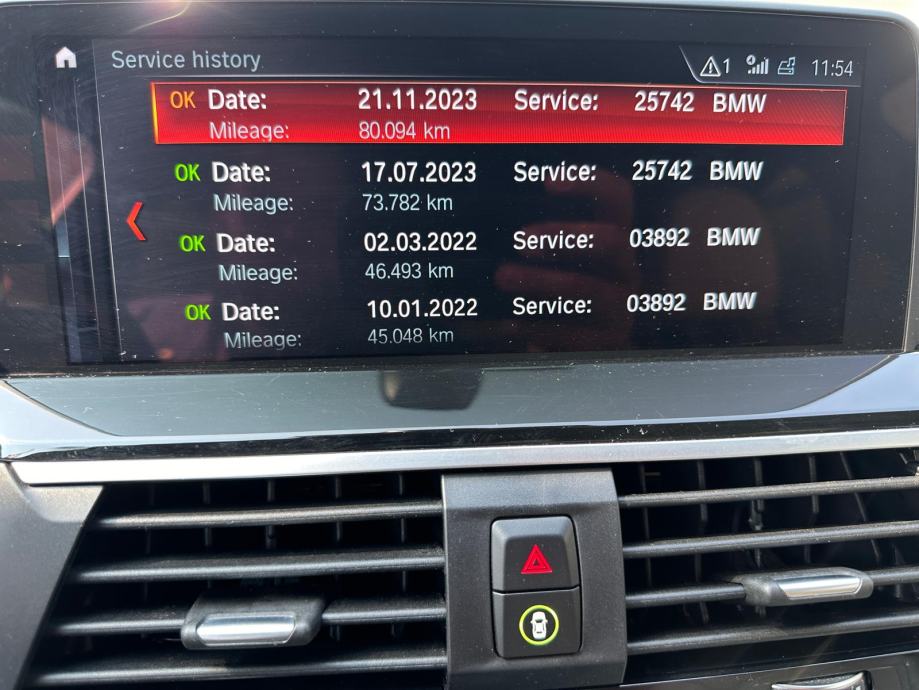 Service history 1 11:54
OK Date: 21.11.2023 Service: 25742 BMW
Mileage: 80.094 km
OK Date: 17.07.2023 Service: 25742 BMW
Mileage: 73.782 km
OK Date: 02.03.2022 Service: 03892 BMW
Mileage: 46.493 km
OK Date: 10.01.2022 Service: 03892 BMW
Mileage: 45.048 km